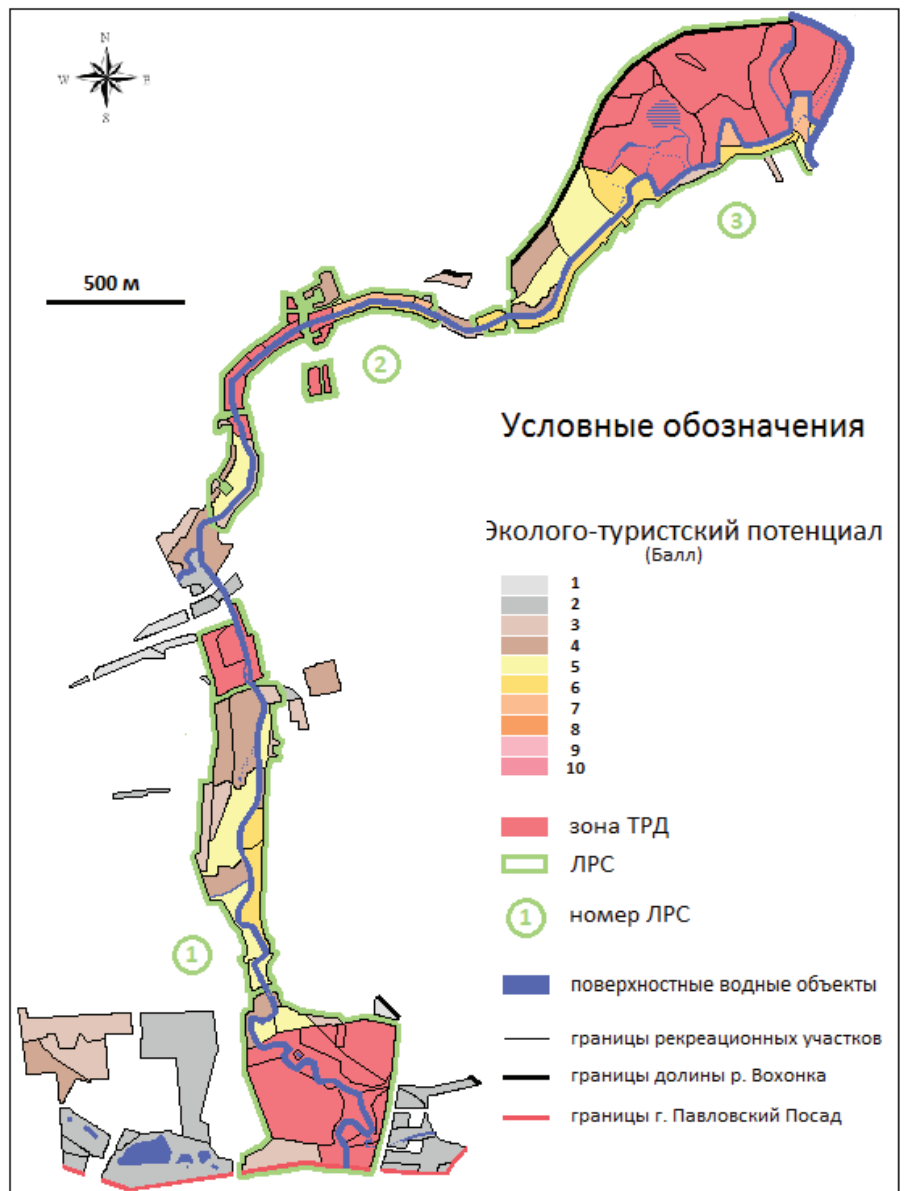 N
W E
S
500 м
3
2
1
Условные обозначения
Эколого-туристский потенциал
(Балл)
1
2
3
4
5
6
7
8
9
10
зона ТРД
ЛРС
1 номер ЛРС
поверхностные водные объекты
границы рекреационных участков
границы долины р. Вохонка
границы г. Павловский Посад